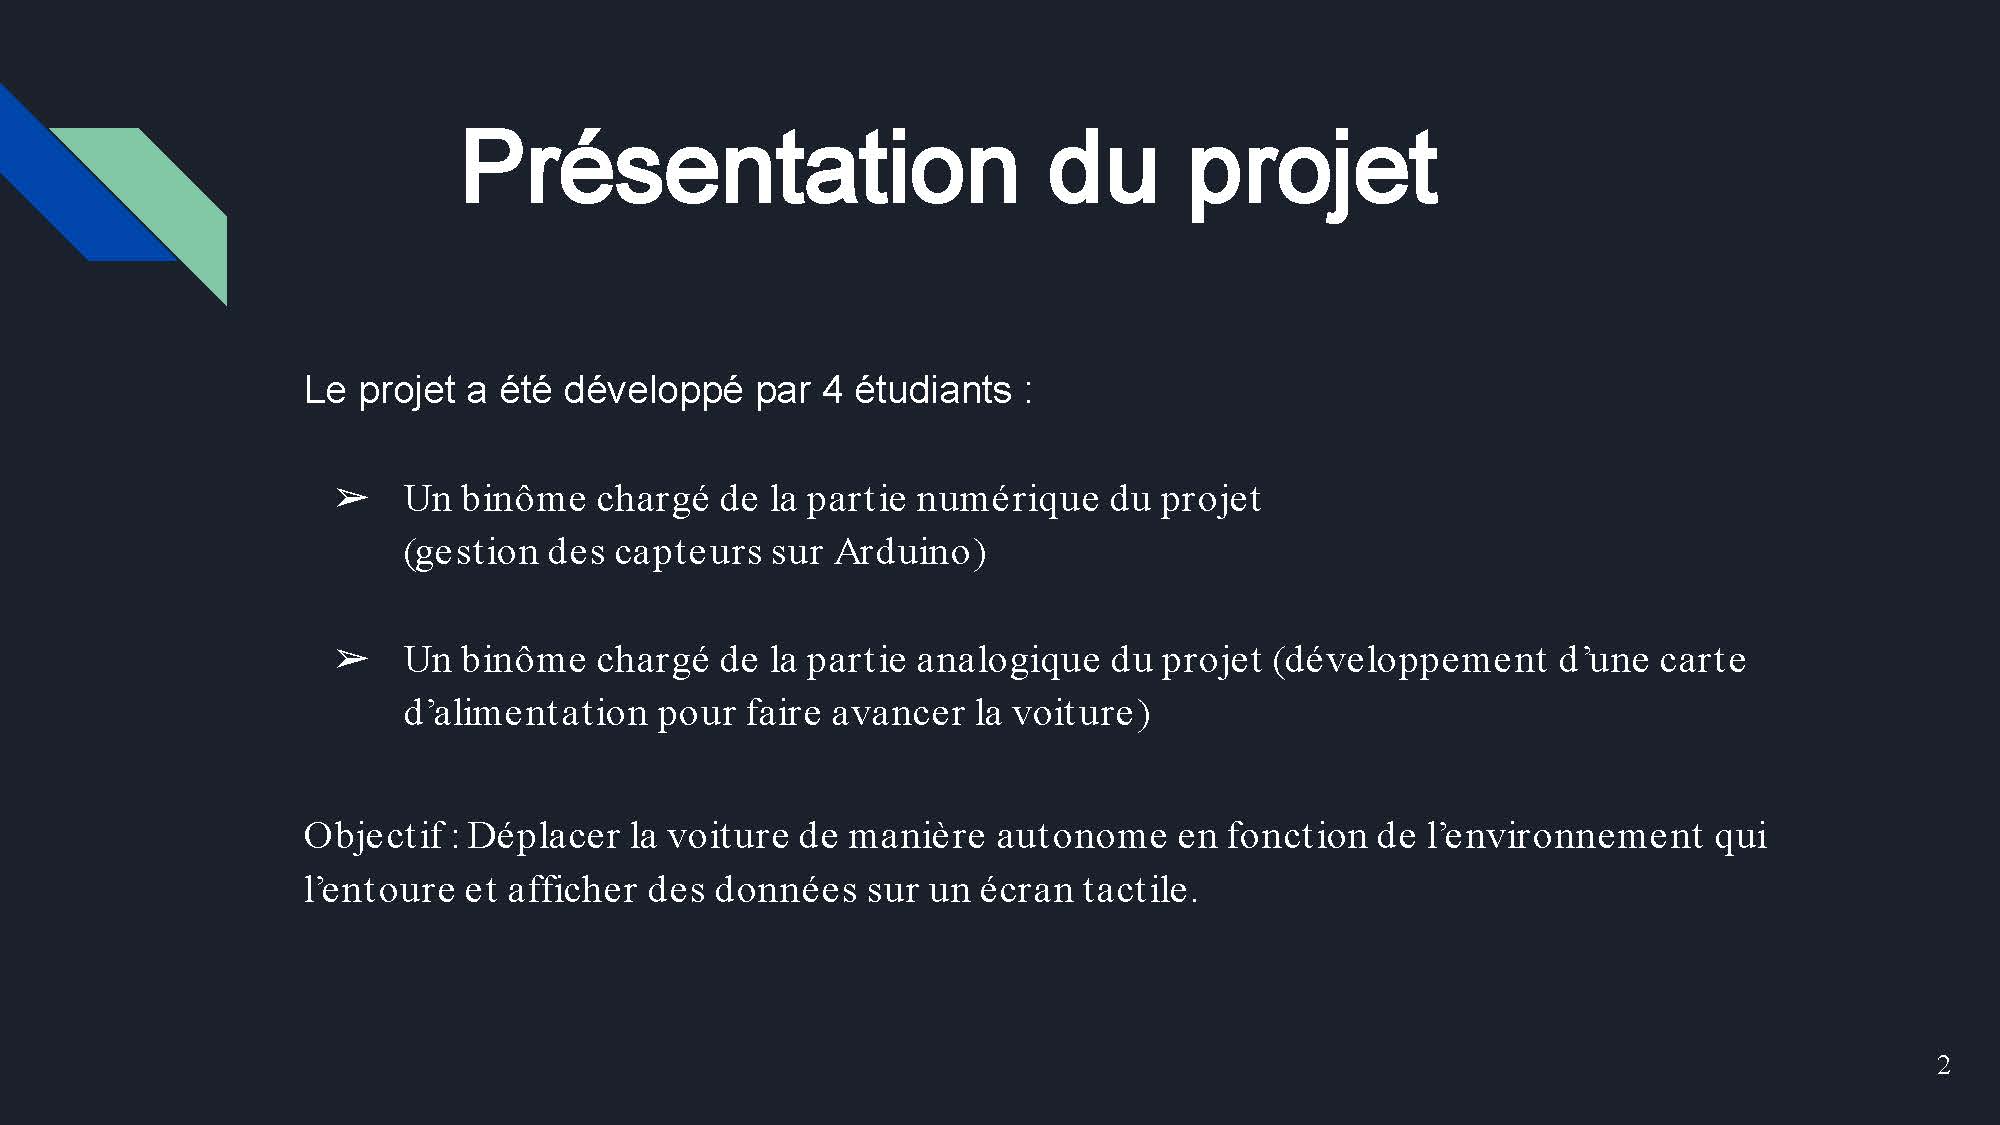 Présentation du projet
Le projet a été développé par 4 étudiants :
➢ Un binôme chargé de la partie numérique du projet
(gestion des capteurs sur Arduino)
➢ Un binôme chargé de la partie analogique du projet (développement d’une carte
d’alimentation pour faire avancer la voiture)
Objectif : Déplacer la voiture de manière autonome en fonction de l’environnement qui
l’entoure et afficher des données sur un écran tactile.
2